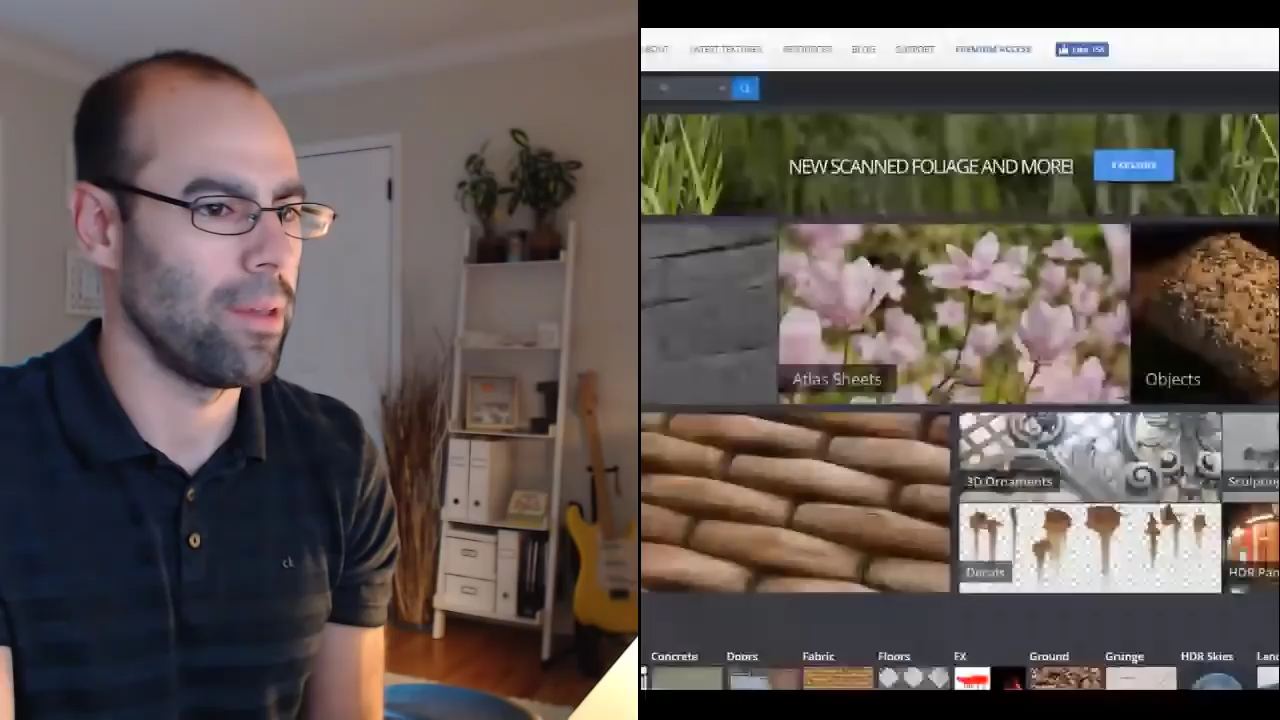 LATEST TEXTURES RESOURCES BLOG SUPPORT PREMIUM ACCESS
NEW SCANNED FOLIAGE AND MORE!
Atlas Sheets
Objects
3D Ornaments
Decals
Concrete Doors Fabric Floors FX Ground Grunge HDR Skies